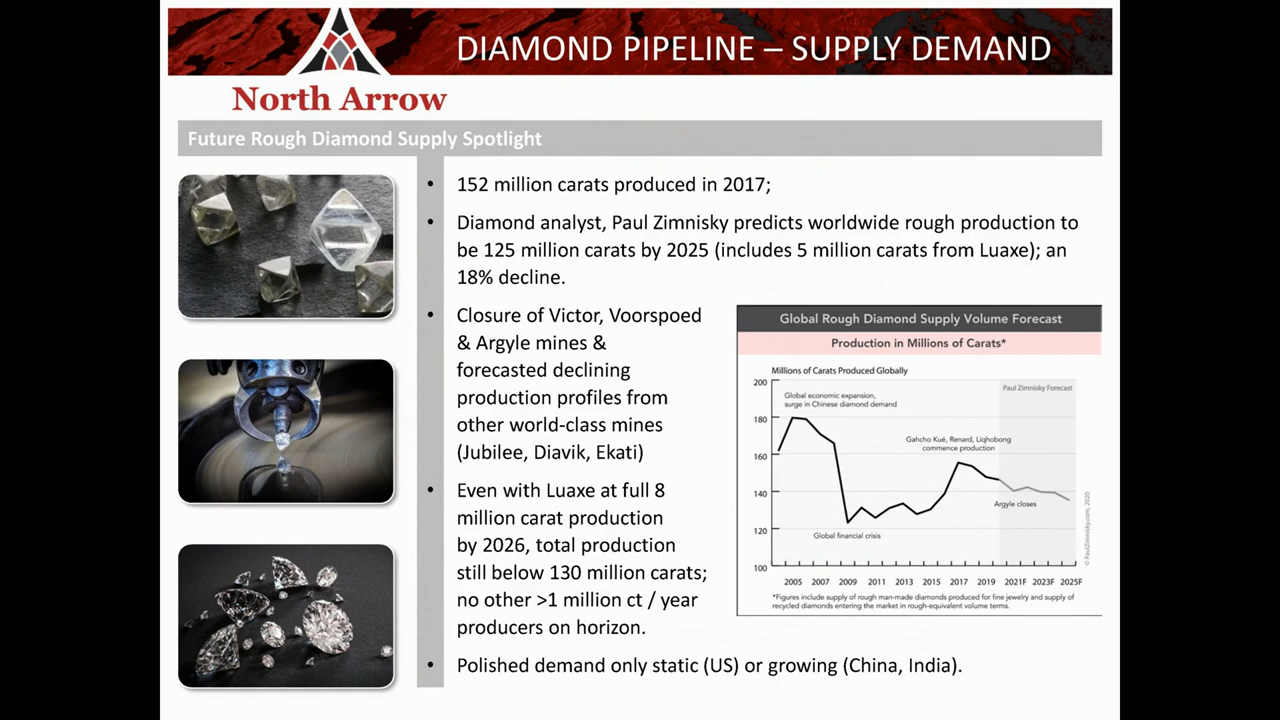 DIAMOND PIPELINE – SUPPLY DEMAND
North Arrow
Future Rough Diamond Supply Spotlight
• 152 million carats produced in 2017;
• Diamond analyst, Paul Zimnisky predicts worldwide rough production to
be 125 million carats by 2025 (includes 5 million carats from Luaxe); an
18% decline.
• Closure of Victor, Voorspoed
& Argyle mines &
forecasted declining
production profiles from
other world-class mines
(Jubilee, Diavik, Ekati)
• Even with Luaxe at full 8
million carat production
by 2026, total production
still below 130 million carats;
no other >1 million ct / year
producers on horizon.
• Polished demand only static (US) or growing (China, India).
Global Rough Diamond Supply Volume Forecast
Production in Millions of Carats*
Millions of Carats Produced Globally
200
180
160
140
120
100
Paul Zimnisky Forecast
Global economic expansion,
surge in Chinese diamond demand
Gahcho Kué, Renard, Liqhobong
commence production
Argyle closes
Global financial crisis
2005 2007 2009 2011 2013 2015 2017 2019 2021F 2023F 2025F
© PaulZimnisky.com, 2020
*Figures include supply of rough man-made diamonds produced for fine jewelry and supply of
recycled diamonds entering the market in rough-equivalent volume terms.